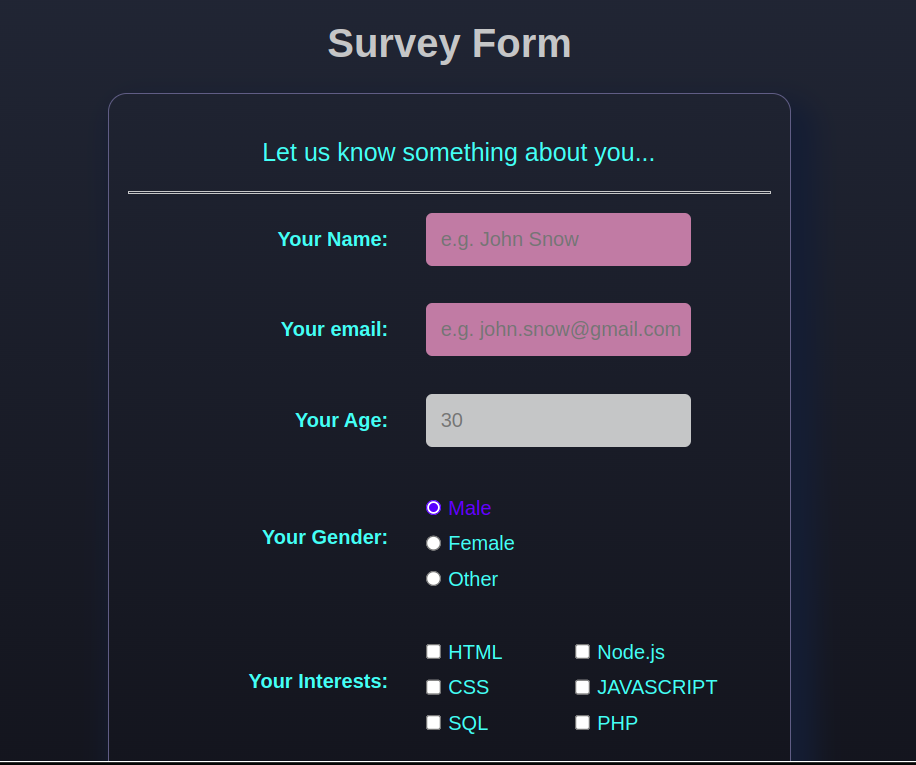 Survey Form
Let us know something about you...
Your Name: e.g. John Snow
Your email: e.g. john.snow@gmail.com
Your Age: 30
Your Gender:
Male
Female
Other
Your Interests:
HTML Node.js
CSS JAVASCRIPT
SQL PHP